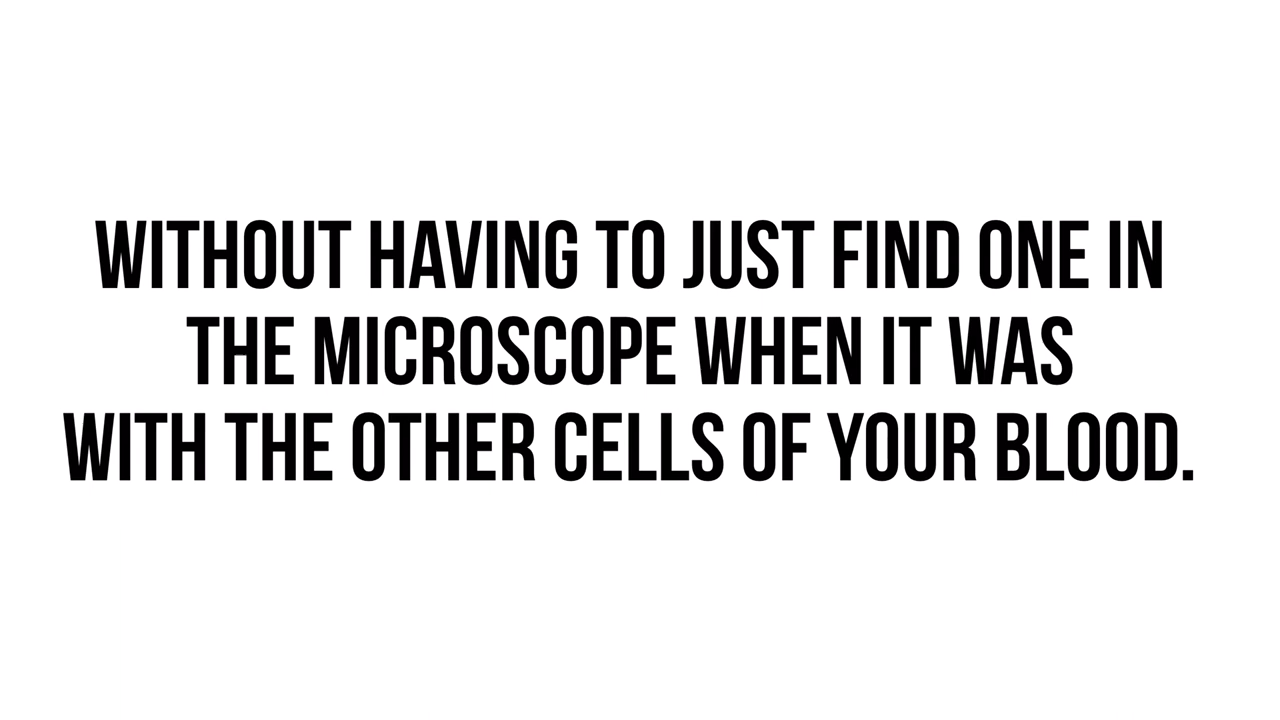 WITHOUT HAVING TO JUST FIND ONE IN
THE MICROSCOPE WHEN IT WAS
WITH THE OTHER CELLS OF YOUR BLOOD.